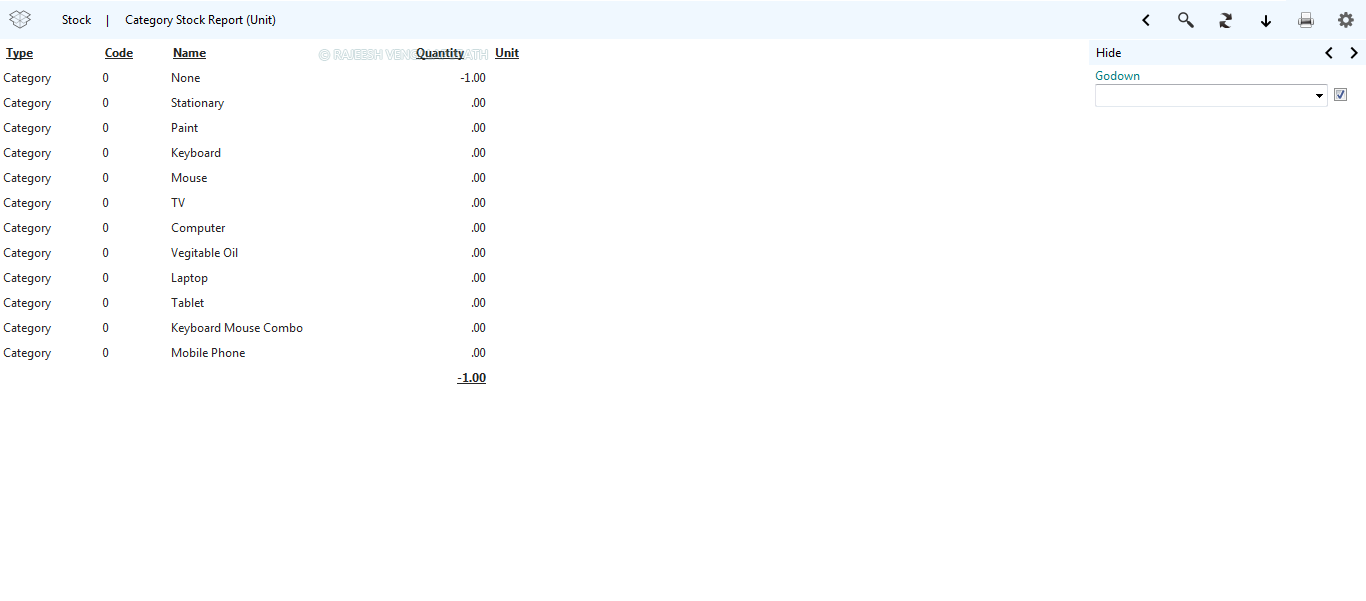 Stock | Category Stock Report (Unit)
Type Code Name Quantity Unit
© RAJEESH
Category 0 None -1.00
Category 0 Stationary .00
Category 0 Paint .00
Category 0 Keyboard .00
Category 0 Mouse .00
Category 0 TV .00
Category 0 Computer .00
Category 0 Vegitable Oil .00
Category 0 Laptop .00
Category 0 Tablet .00
Category 0 Keyboard Mouse Combo .00
Category 0 Mobile Phone .00
-1.00
Hide
Godown